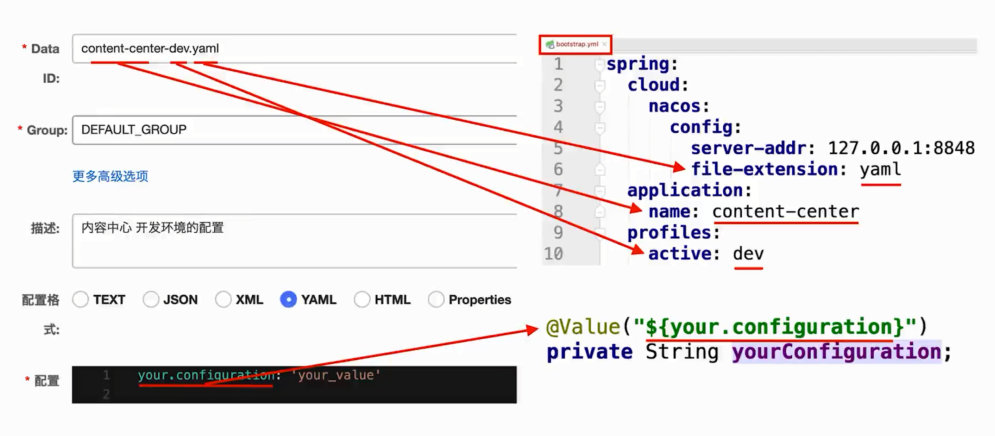 * Data ID:
content-center-dev.yaml
* Group:
DEFAULT_GROUP
更多高级选项
描述:
内容中心 开发环境的配置
配置格式:
TEXT
JSON
XML
YAML
HTML
Properties
* 配置
1 your.configuration: 'your_value'
2
bootstrap.yml
1 spring:
2 cloud:
3 nacos:
4 config:
5 server-addr: 127.0.0.1:8848
6 file-extension: yaml
7 application:
8 name: content-center
9 profiles:
10 active: dev
@Value("${your.configuration}")
private String yourConfiguration;